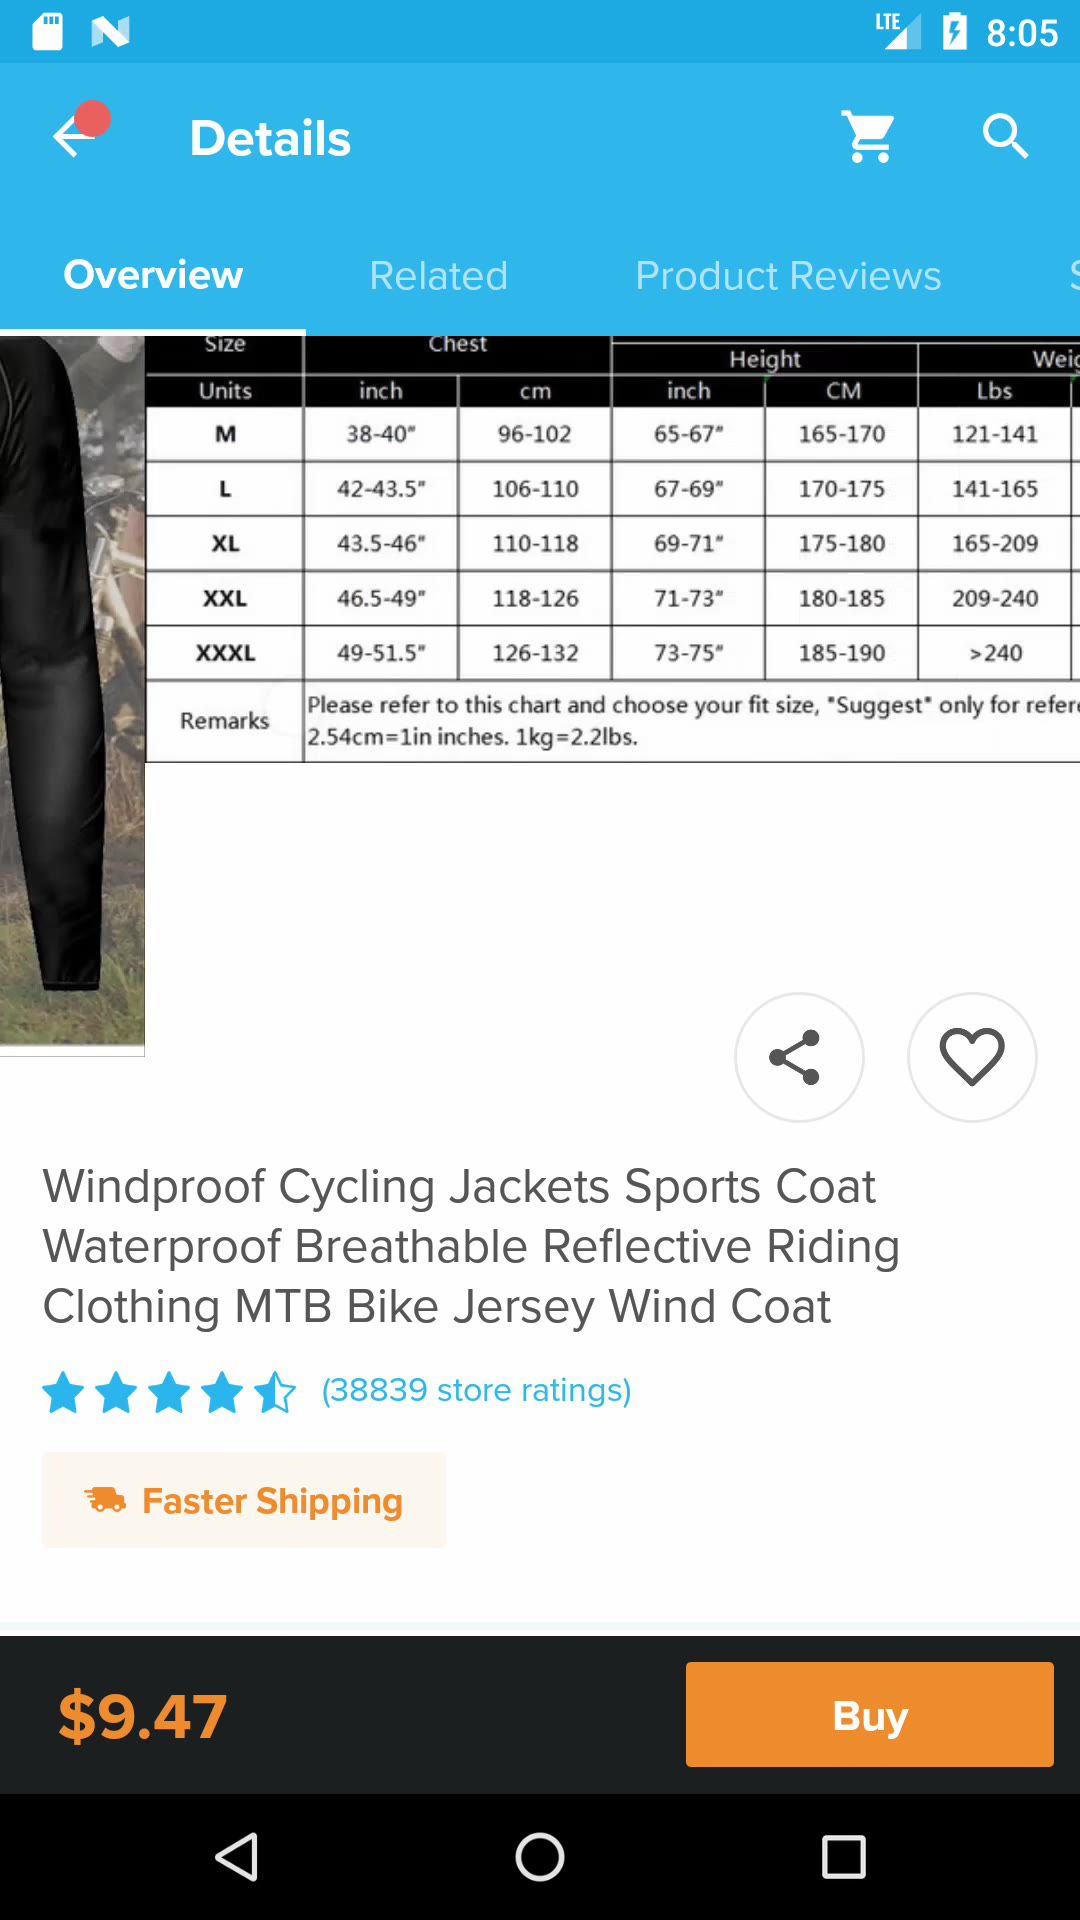 LTE 8:05
Details
Overview Related Product Reviews
Size Chest
Height
Units inch cm inch CM Lbs
M 38-40" 96-102 65-67" 165-170 121-141
L 42-43.5" 106-110 67-69" 170-175 141-165
XL 43.5-46" 110-118 69-71" 175-180 165-209
XXL 46.5-49" 118-126 71-73" 180-185 209-240
XXXL 49-51.5" 126-132 73-75" 185-190 >240
Remarks
Please refer to this chart and choose your fit size, "Suggest" only for
2.54cm=1in inches. 1kg=2.2lbs.
Windproof Cycling Jackets Sports Coat
Waterproof Breathable Reflective Riding
Clothing MTB Bike Jersey Wind Coat
(38839 store ratings)
Faster Shipping
$9.47
Buy